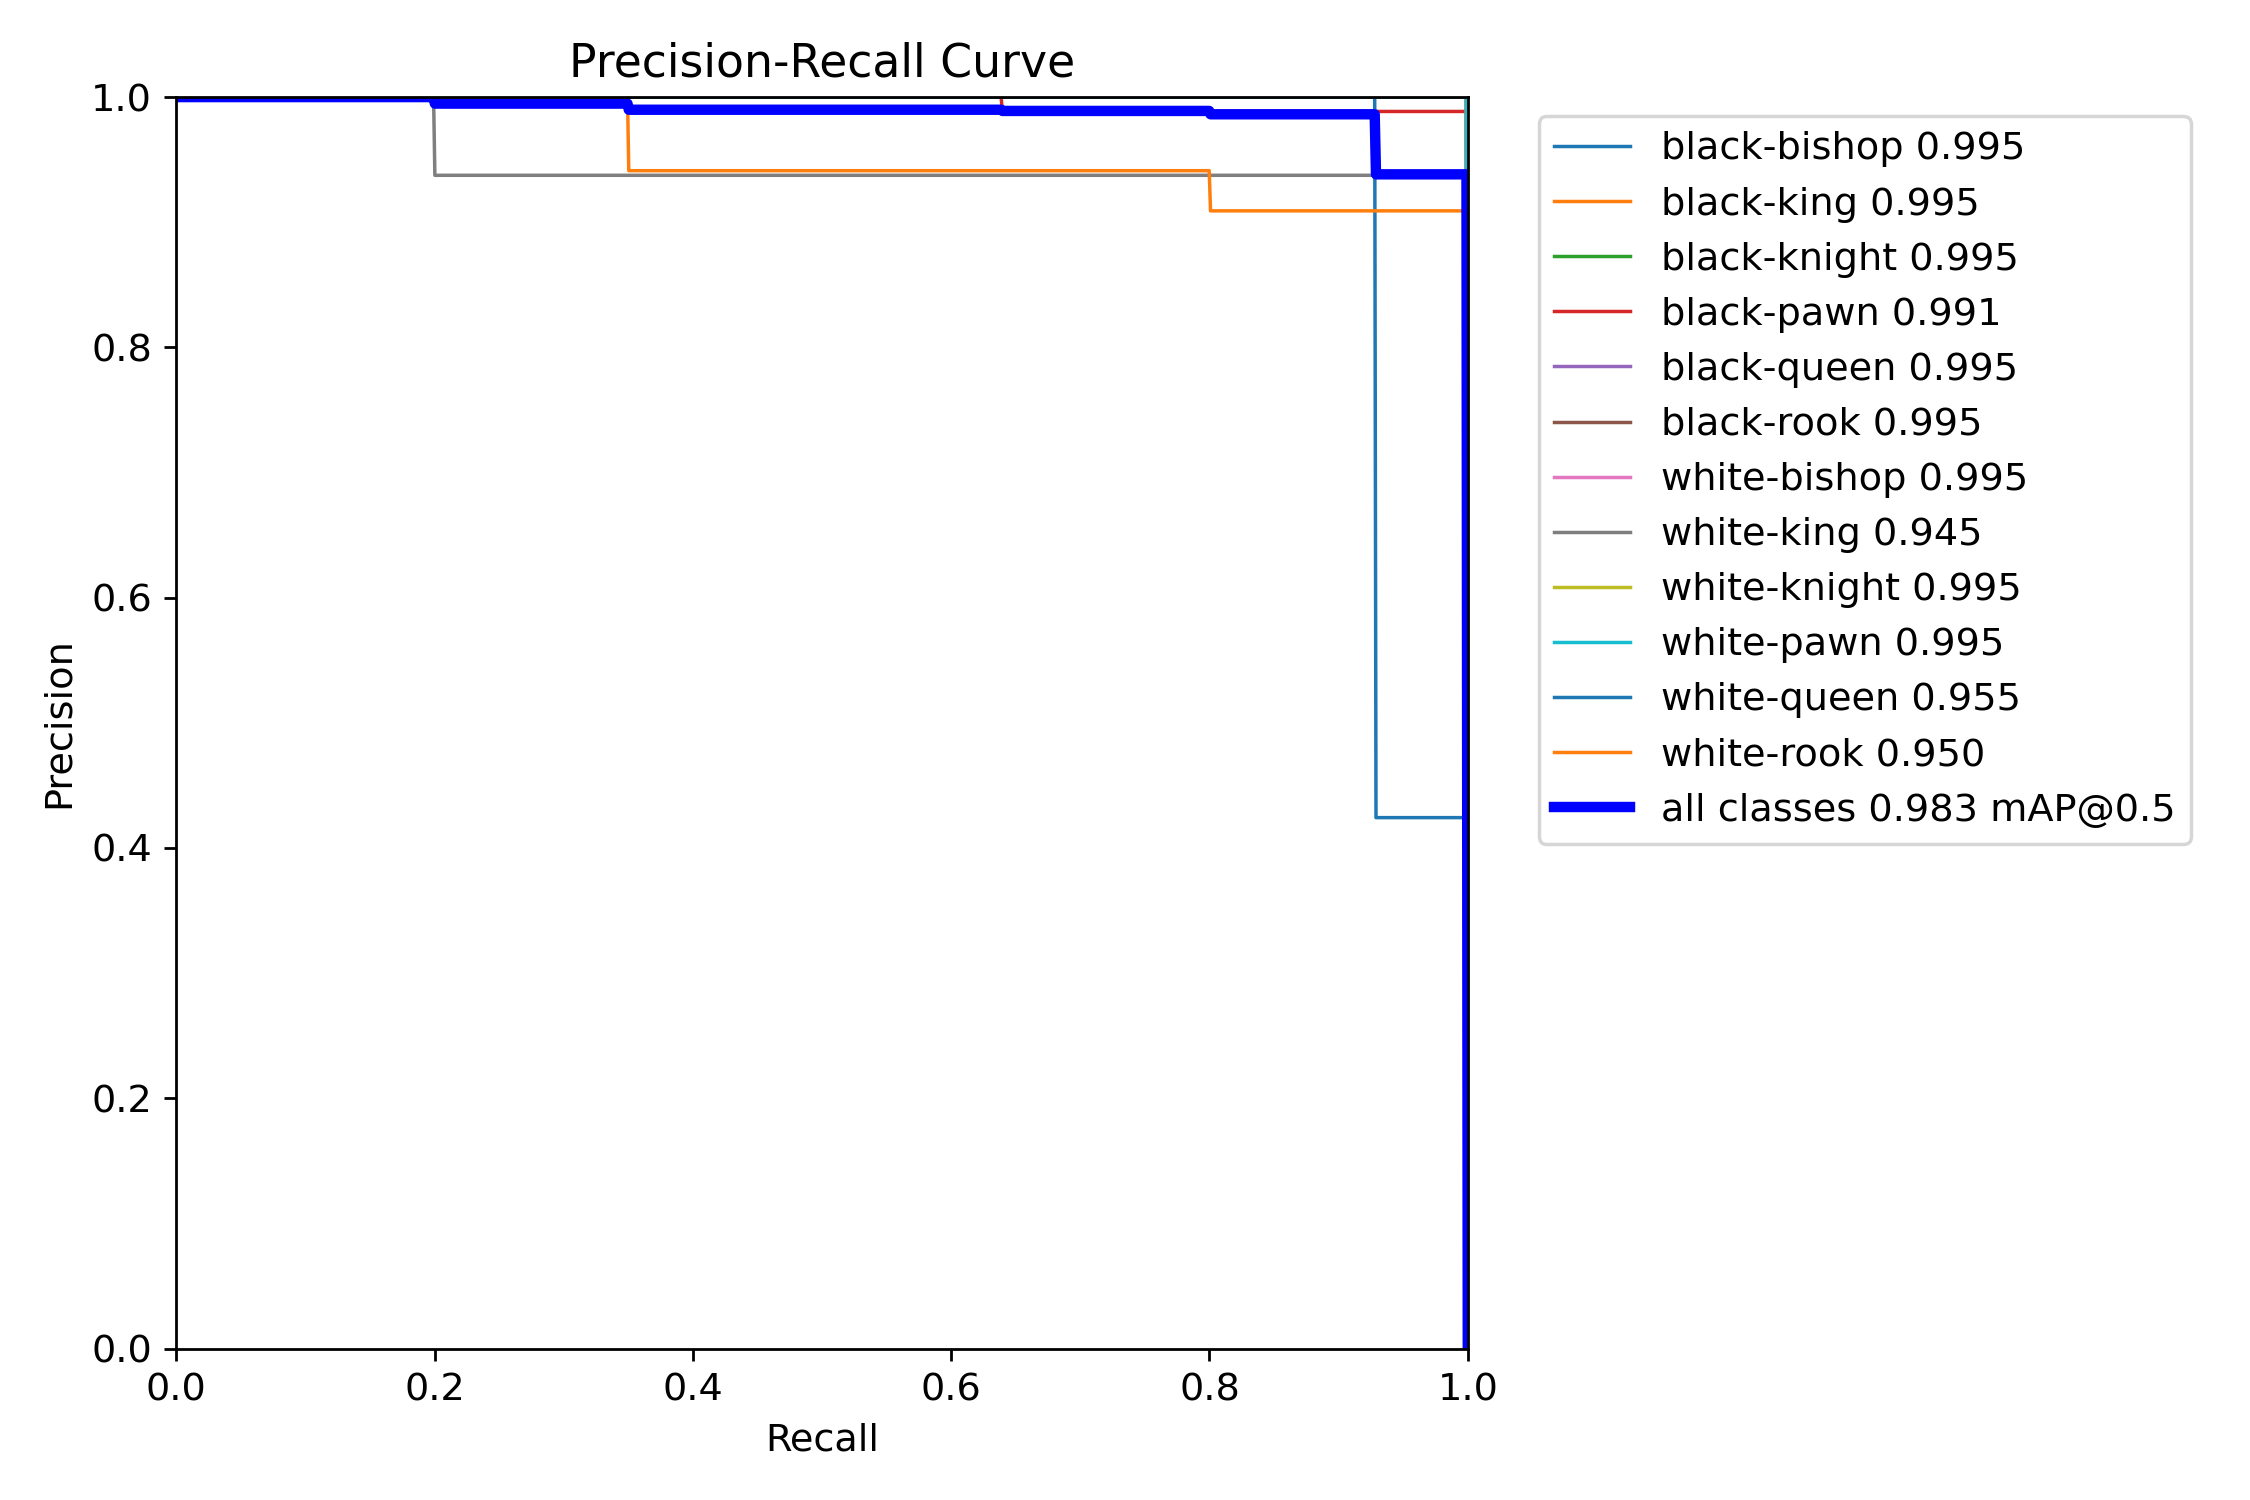 Precision-Recall Curve
1.0
0.8
0.6
0.4
0.2
0.0
Precision
0.0 0.2 0.4 0.6 0.8 1.0
Recall
black-bishop 0.995
black-king 0.995
black-knight 0.995
black-pawn 0.991
black-queen 0.995
black-rook 0.995
white-bishop 0.995
white-king 0.945
white-knight 0.995
white-pawn 0.995
white-queen 0.955
white-rook 0.950
all classes 0.983 mAP@0.5